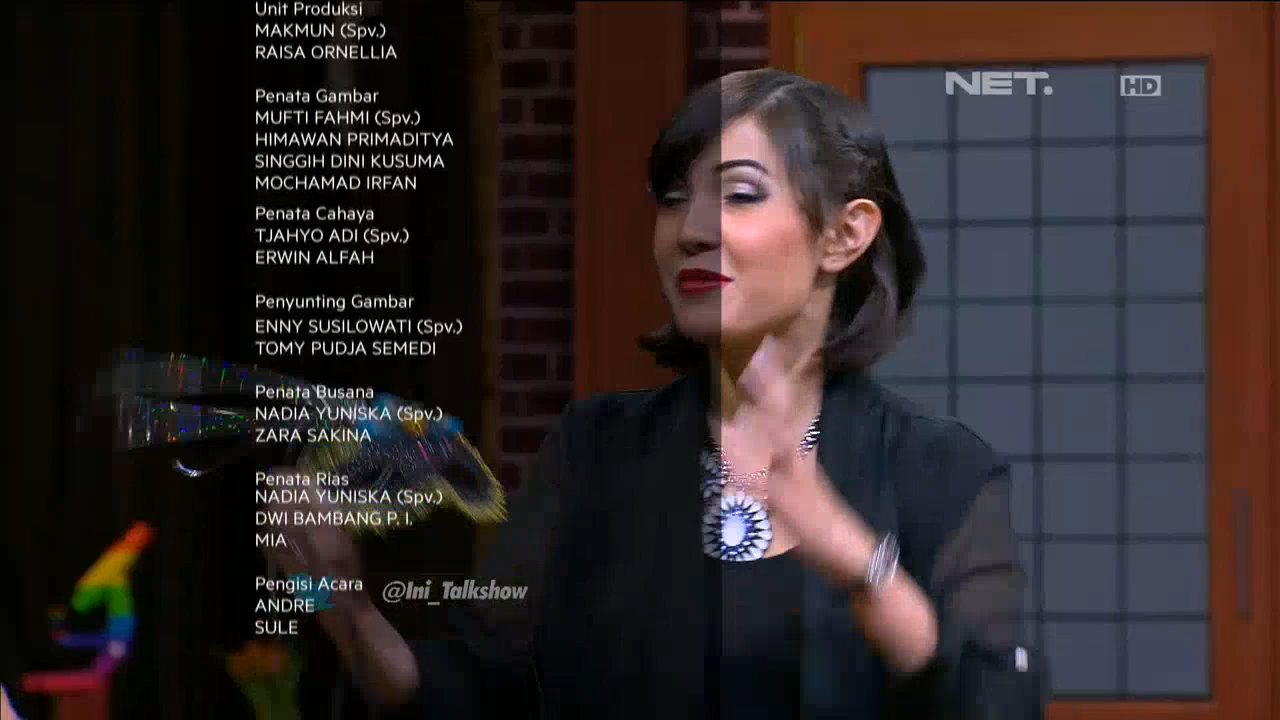 Unit Produksi
MAKMUN (Spv.)
RAISA ORNELLIA
Penata Gambar
MUFTI FAHMI (Spv.)
HIMAWAN PRIMADITYA
SINGGIH DINI KUSUMA
MOCHAMAD IRFAN
Penata Cahaya
TJAHYO ADI (Spv.)
ERWIN ALFAH
Penyunting Gambar
ENNY SUSILOWATI (Spv.)
TOMY PUDJA SEMEDI
Penata Busana
NADIA YUNISKA (Spv.)
ZARA SAKINA
Penata Rias
NADIA YUNISKA (Spv.)
DWI BAMBANG P. I.
MIA
Pengisi Acara
ANDRE
SULE
@Ini_Talkshow
NET.
HD